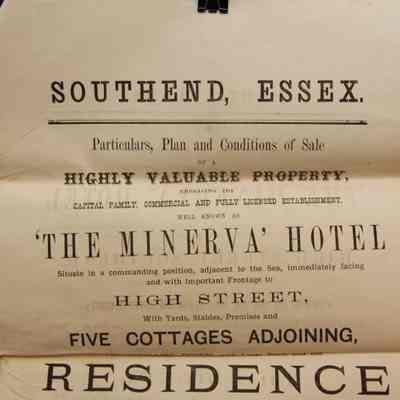 SOUTHEND, ESSEX.
Particulars, Plan and Conditions of Sale
OF A
HIGHLY VALUABLE PROPERTY,
COMPRISING THE
CAPITAL FAMILY, COMMERCIAL AND FULLY LICENSED ESTABLISHMENT,
WELL KNOWN AS
'THE MINERVA' HOTEL
Situate in a commanding position, adjacent to the Sea, immediately facing
and with Important Frontage to
HIGH STREET,
With Yards, Stables, Premises and
FIVE COTTAGES ADJOINING,
RESIDENCE